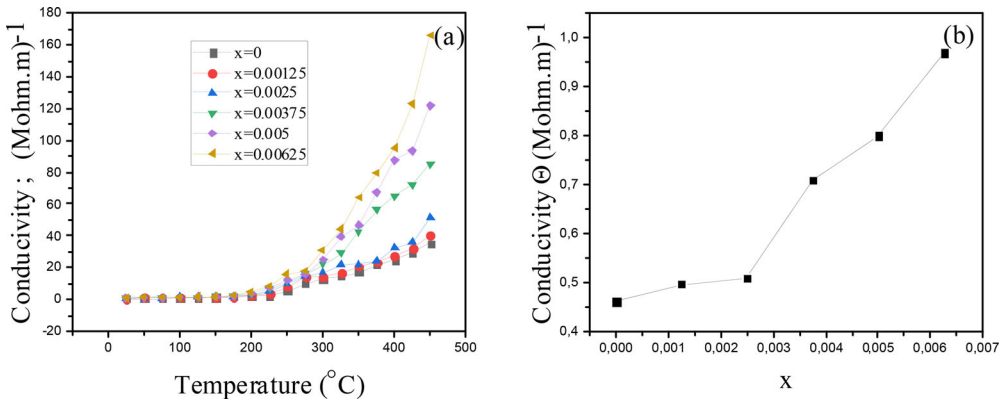 180
160
140
120
100
80
60
40
20
0
-20
Conducivity ; (Mohm.m)-1
(a)
x=0
x=0.00125
x=0.0025
x=0.00375
x=0.005
x=0.00625
0 100 200 300 400 500
Temperature (°C)
1,0
0,9
0,8
0,7
0,6
0,5
0,4
Conducivity Θ (Mohm.m)-1
(b)
0,000 0,001 0,002 0,003 0,004 0,005 0,006 0,007
x